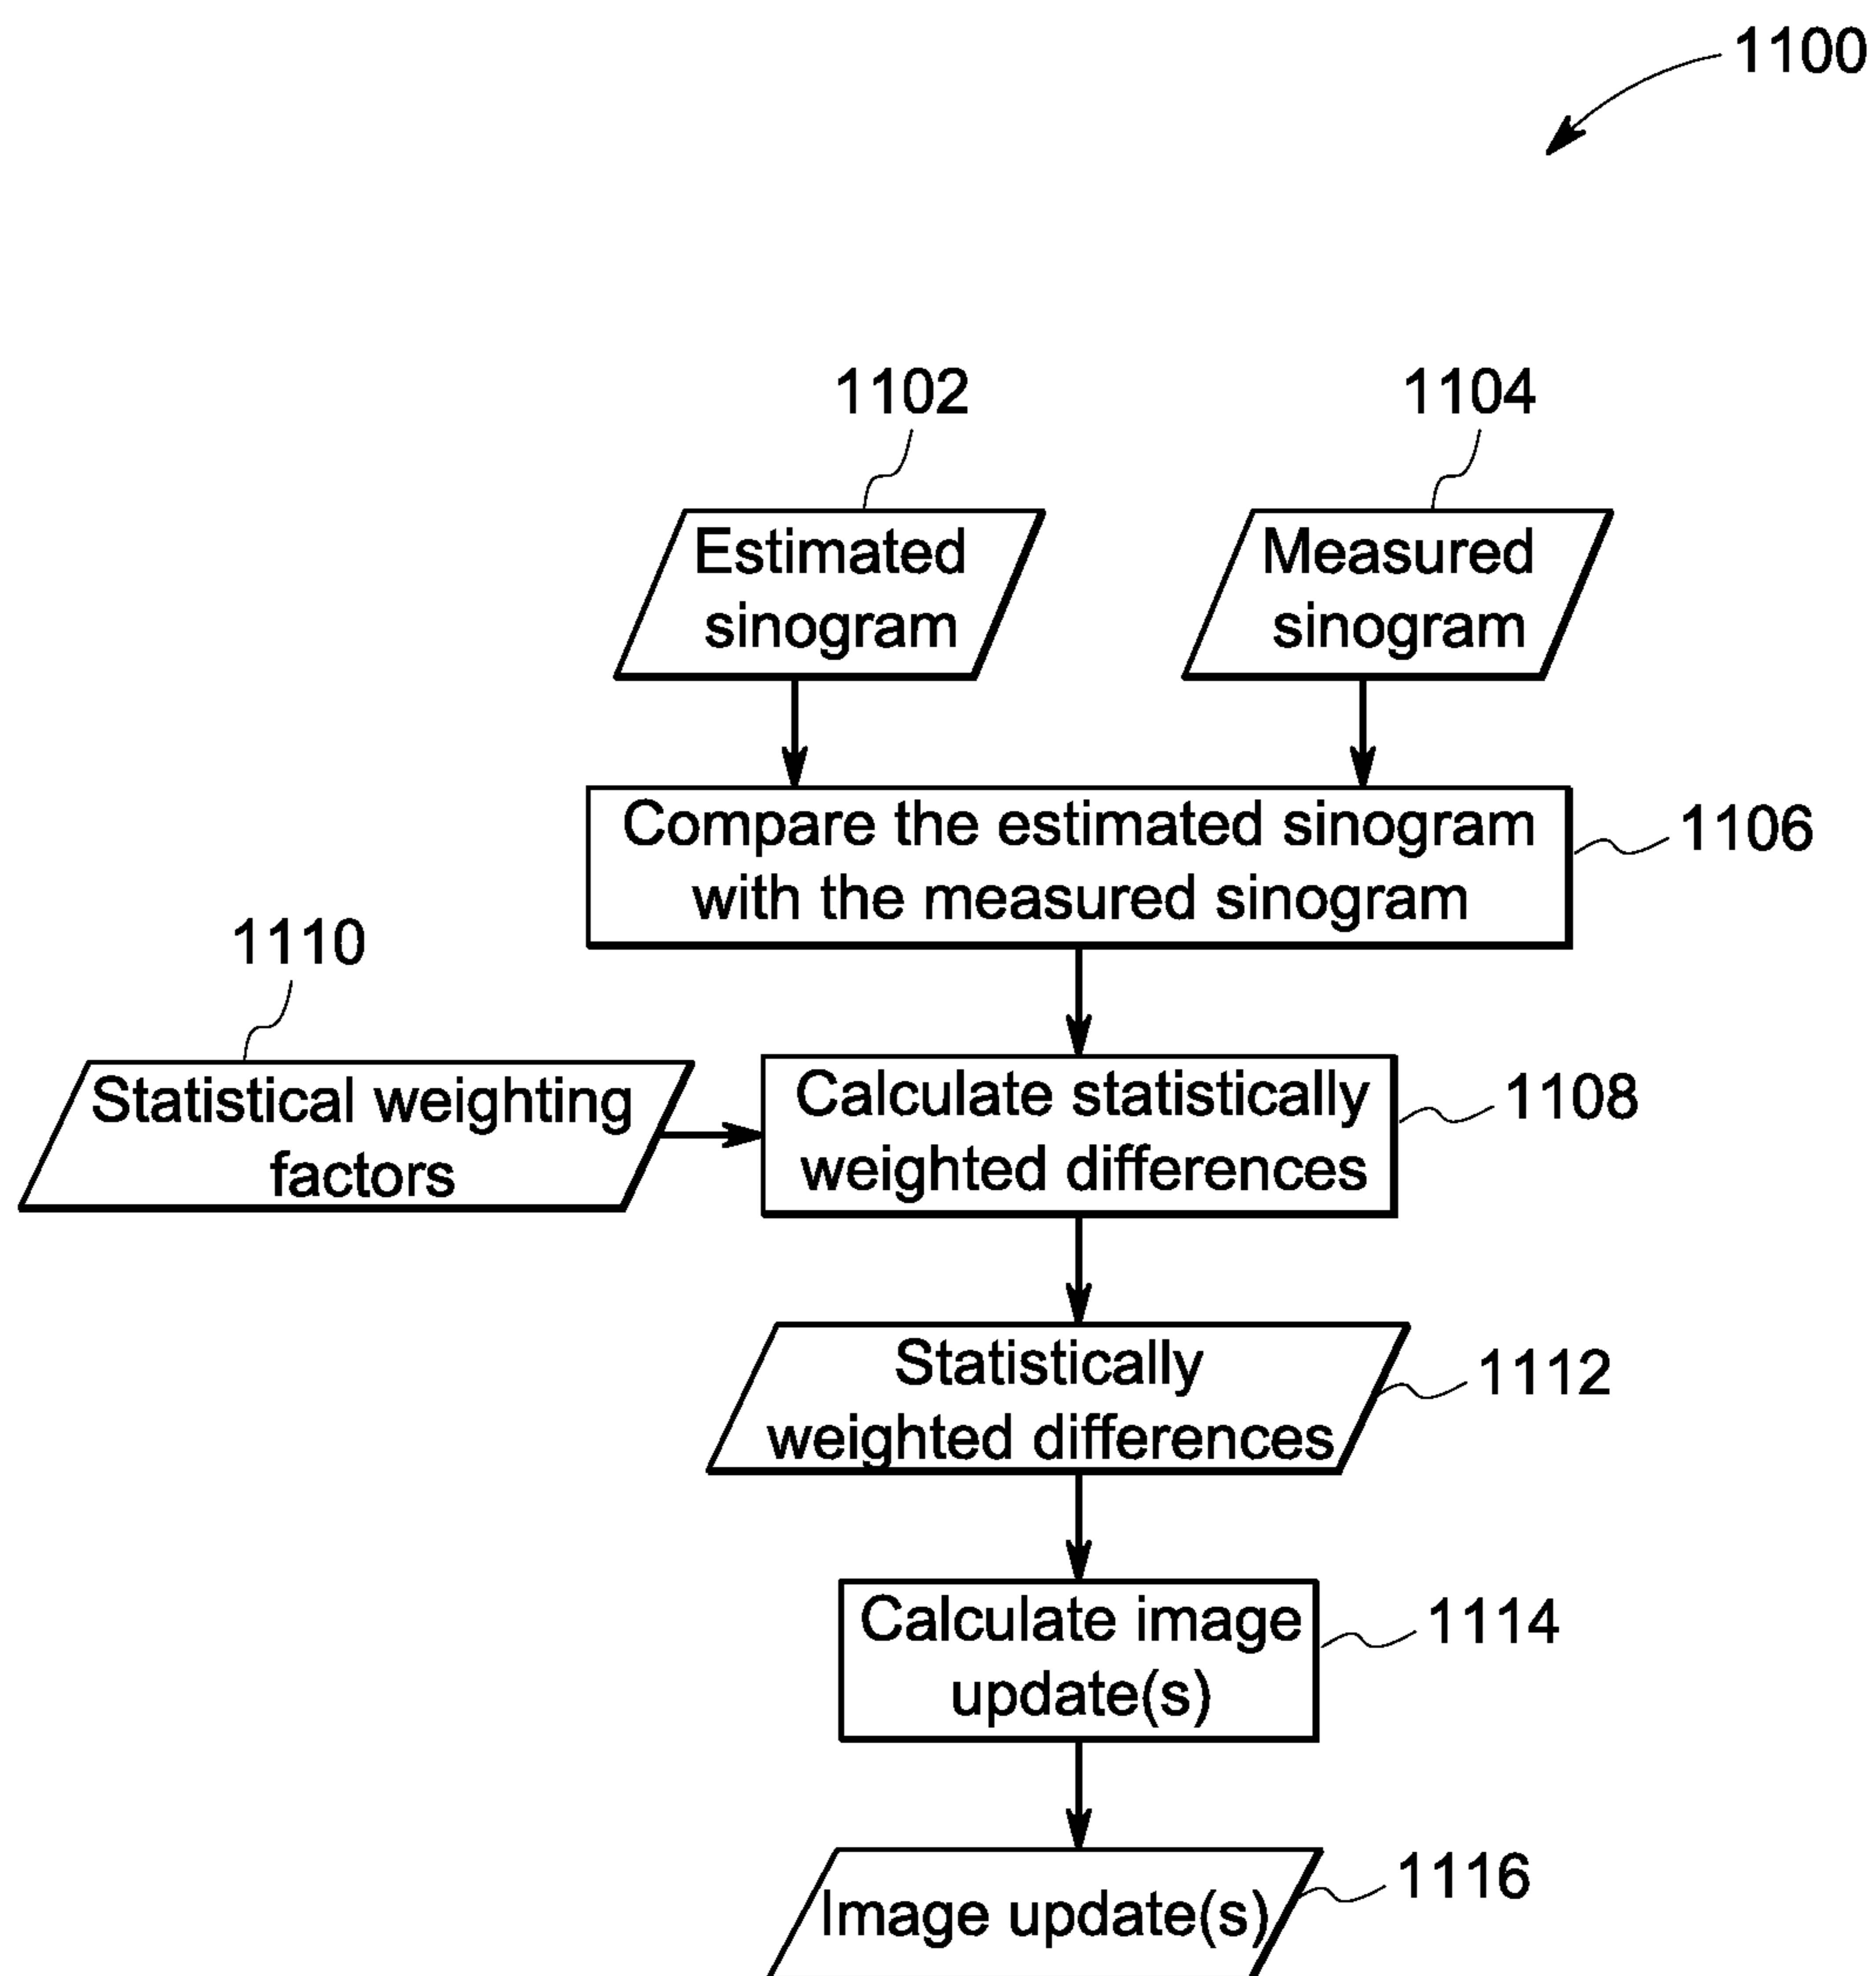 1100
1102
1104
Estimated
sinogram
Measured
sinogram
Compare the estimated sinogram
with the measured sinogram
1106
1110
Statistical weighting
factors
Calculate statistically
weighted differences
1108
Statistically
weighted differences
1112
Calculate image
update(s)
1114
Image update(s)
1116